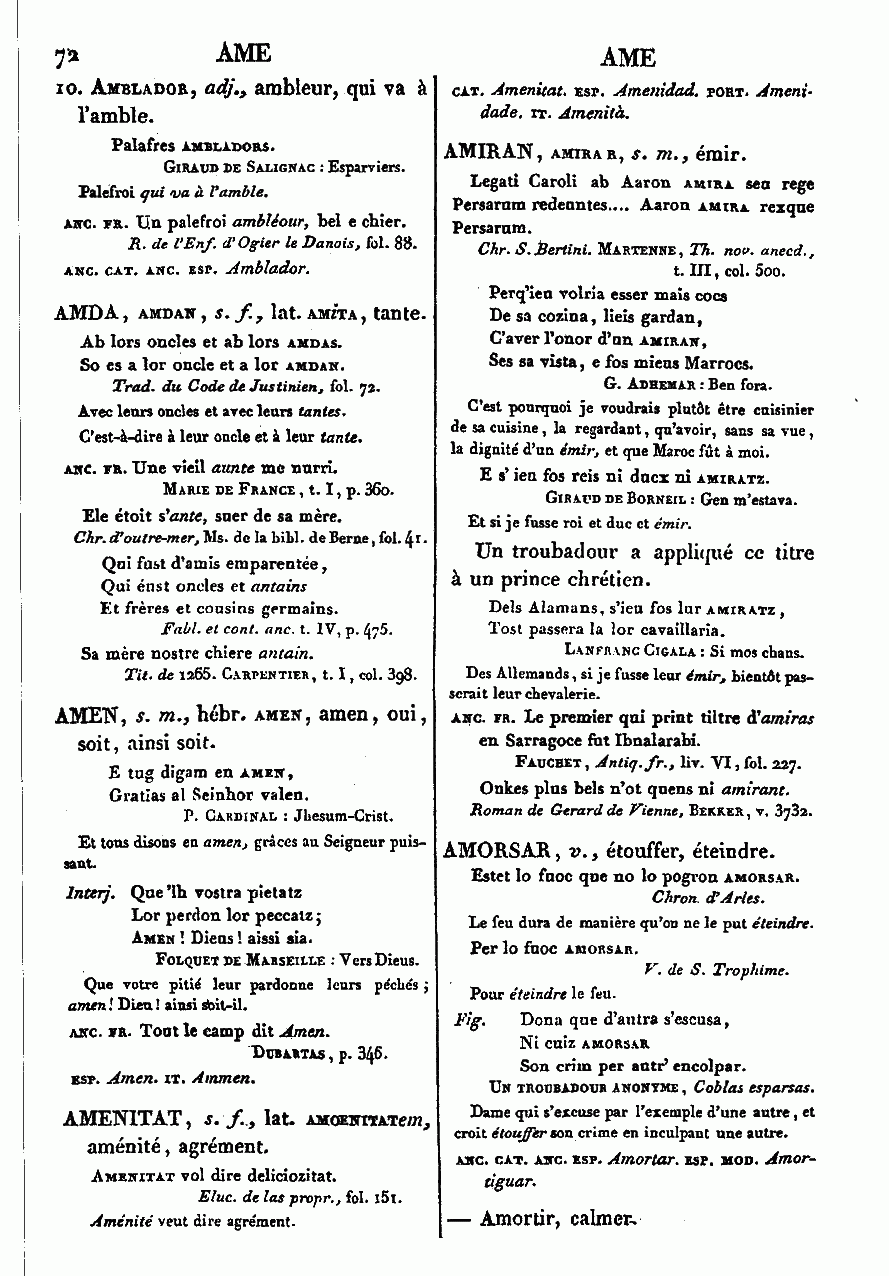 72 AME AME
10. AMBLADOR, adj., ambleur, qui va à
l'amble.
Palafres AMBLADORS.
GIRAUD DE SALIGNAC : Esparviers.
Palefroi qui va à l'amble.
ANC. FR. Un palefroi ambléour, bel e chier.
R. de l'Enf. d'Ogier le Danois, fol. 88.
ANC. CAT. ANC. ESP. Amblador.
AMDA, AMDAN, s. f., lat. AMiTA, tante.
Ab lors oncles et ab lors AMDAS.
So es a lor oncle et a lor AMDAN.
Trad. du Code de Justinien, fol. 72.
Avec leurs oncles et avec leurs tantes.
C'est-à-dire à leur oncle et à leur tante.
ANC. FR. Une vieil aunte me nurri.
MARIE DE FRANCE, t. I, p. 360.
Ele étoit s'ante, suer de sa mère.
Chr. d'outre-mer, Ms. de la bibl. de Berne, fol. 41.
Qui fust d'amis emparentée,
Qui énst oncles et antains
Et frères et cousins germains.
Fabl. et cont. anc. t. IV, p. 475.
Sa mère nostre chiere antain.
Tit. de 1265. CARPENTIER, t. I, col. 398.
AMEN, s. m., hébr. AMEN, amen, oui,
soit, ainsi soit.
E tug digam en AMEN,
Gratias al Seinhor valen.
P. CARDINAL : Jhesum-Crist.
Et tous disons en amen, grâces au Seigneur puis-
sant.
Interj. Que'lh vostra pietatz
Lor perdon lor peccatz;
AMEN! Dieus! aissi sia.
FOLQUET DE MARSEILLE : Vers Dieus.
Que votre pitié leur pardonne leurs péchés;
amen! Dieu! ainsi soit-il.
ANC. FR. Tout le camp dit Amen.
DUBARTAS, p. 346.
ESP. Amen. IT. Ammen.
AMENITAT, s. f., lat. AMOENITATem,
aménité, agrément.
AMENITAT vol dire deliciozitat.
Eluc. de las propr., fol. 151.
Aménité veut dire agrément.
CAT. Amenitat. ESP. Amenidad. PORT. Ameni-
dade. IT. Amenità.
AMIRAN, AMIRAR, s. m., émir.
Legati Caroli ab Aaron AMIRA seu rege
Persarum redeuntes.... Aaron AMIRA rexque
Persarum.
Chr. S. Bertini. MARTENNE, Th. nov. anecd.,
t. III, col. 500.
Perq'ieu volria esser mais cocs
De sa cozina, lieis gardan,
C'aver l'onor d'un AMIRAN,
Ses sa vista, e fos mieus Marrocs.
G. ADHEMAR : Ben fora.
C'est pourquoi je voudrais plutôt être cuisinier
de sa cuisine, la regardant, qu'avoir, sans sa vue,
la dignité d'un émir, et que Maroc fût à moi.
E s'ieu fos reis ni ducx ni AMIRATZ.
GIRAUD DE BORNEIL : Gen m'estava.
Et si je fusse roi et duc et émir.
Un troubadour a appliqué ce titre
à un prince chrétien.
Dels Alamans, s'ieu fos lur AMIRATZ,
Tost passera la lor cavaillaria.
LANFRANC CIGALA : Si mos chans.
Des Allemands, si je fusse leur émir, bientôt pas-
serait leur chevalerie.
ANC. FR. Le premier qui print tiltre d'amiras
en Sarragoce fut Ibnalarabi.
FAUCHET, Antiq. fr., liv. VI, fol. 227.
Onkes plus bels n'ot quens ni amirant.
Roman de Gerard de Vienne, BEKKER, v. 3732.
AMORSAR, v., étouffer, éteindre.
Estet lo fuoc que no lo pogron AMORSAR.
Chron. d'Arles.
Le feu dura de manière qu'on ne le put éteindre.
Per lo fuoc AMORSAR.
V. de S. Trophime.
Pour éteindre le feu.
Fig. Dona que d'autra s'escusa,
Ni cuiz AMORSAR
Son crim per autr' encolpar.
UN TROUBADOUR ANONYME, Coblas esparsas.
Dame qui s'excuse par l'exemple d'une autre, et
croit étouffer son crime en inculpant une autre.
ANC. CAT. ANC. ESP. Amortar. ESP. MOD. Amor-
tiguar.
— Amortir, calmer.